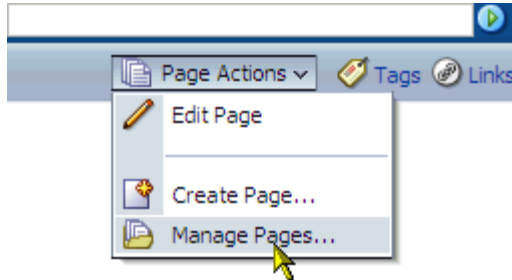 Page Actions Tags Links
Edit Page
Create Page...
Manage Pages...